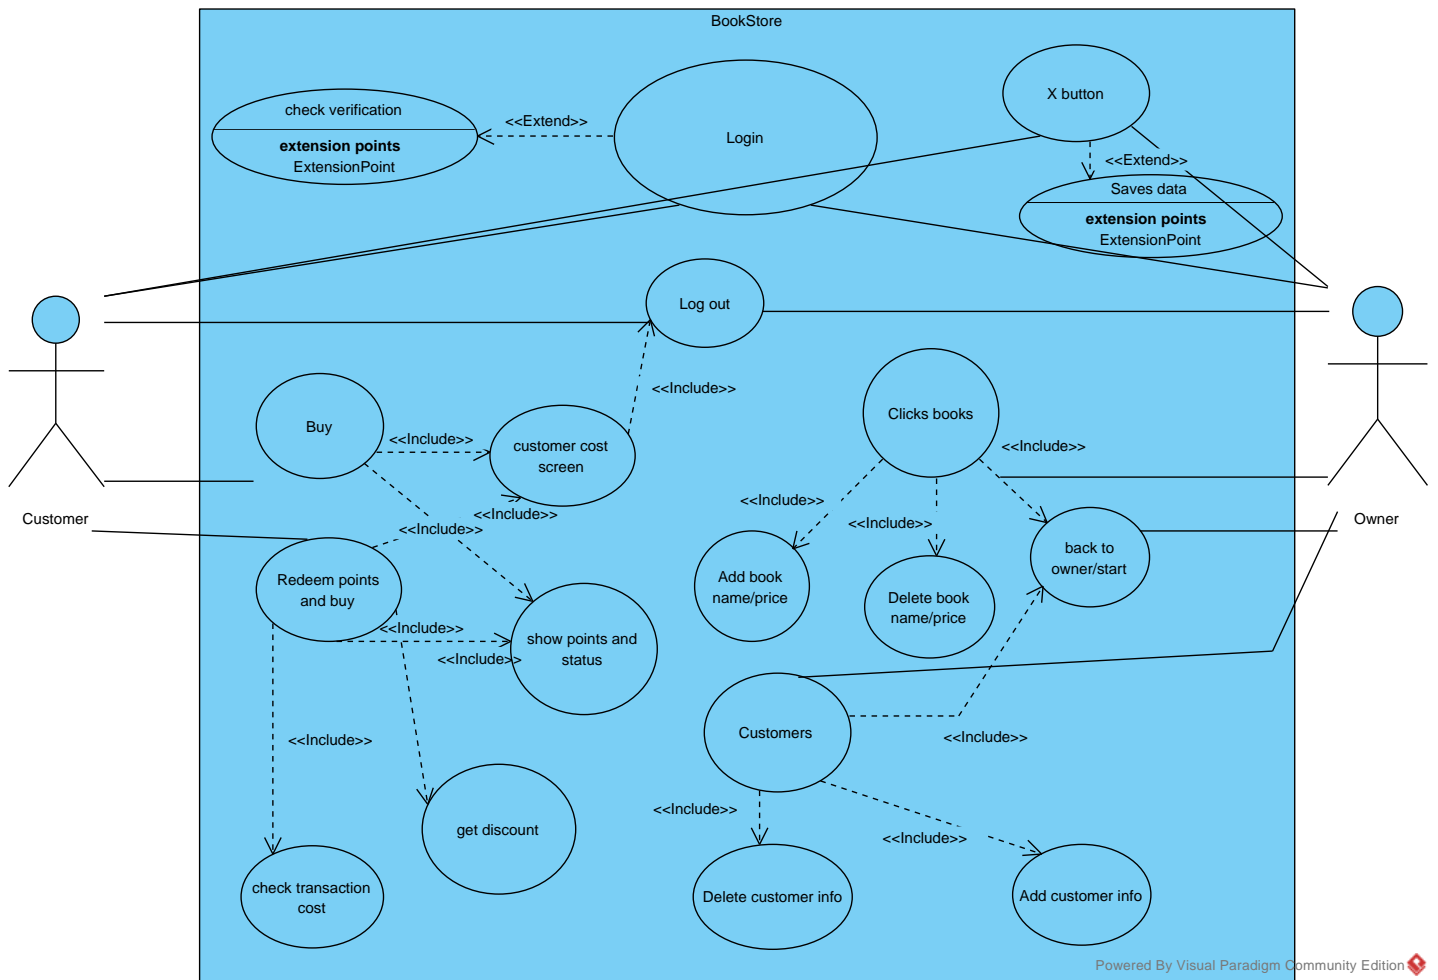 BookStore
check verification
extension points
ExtensionPoint
<<Extend>>
Login
X button
<<Extend>>
Saves data
extension points
ExtensionPoint
Log out
<<Include>>
Buy
<<Include>>
customer cost
screen
Clicks books
<<Include>>
<<Include>>
<<Include>>
Customer
Owner
<<Include>>
<<Include>>
Redeem points
and buy
Add book
name/price
Delete book
name/price
back to
owner/start
<<Include>>
<<Include>>
show points and
status
<<Include>>
Customers
<<Include>>
<<Include>>
<<Include>>
get discount
check transaction
cost
Delete customer info
Add customer info
Powered By Visual Paradigm Community Edition